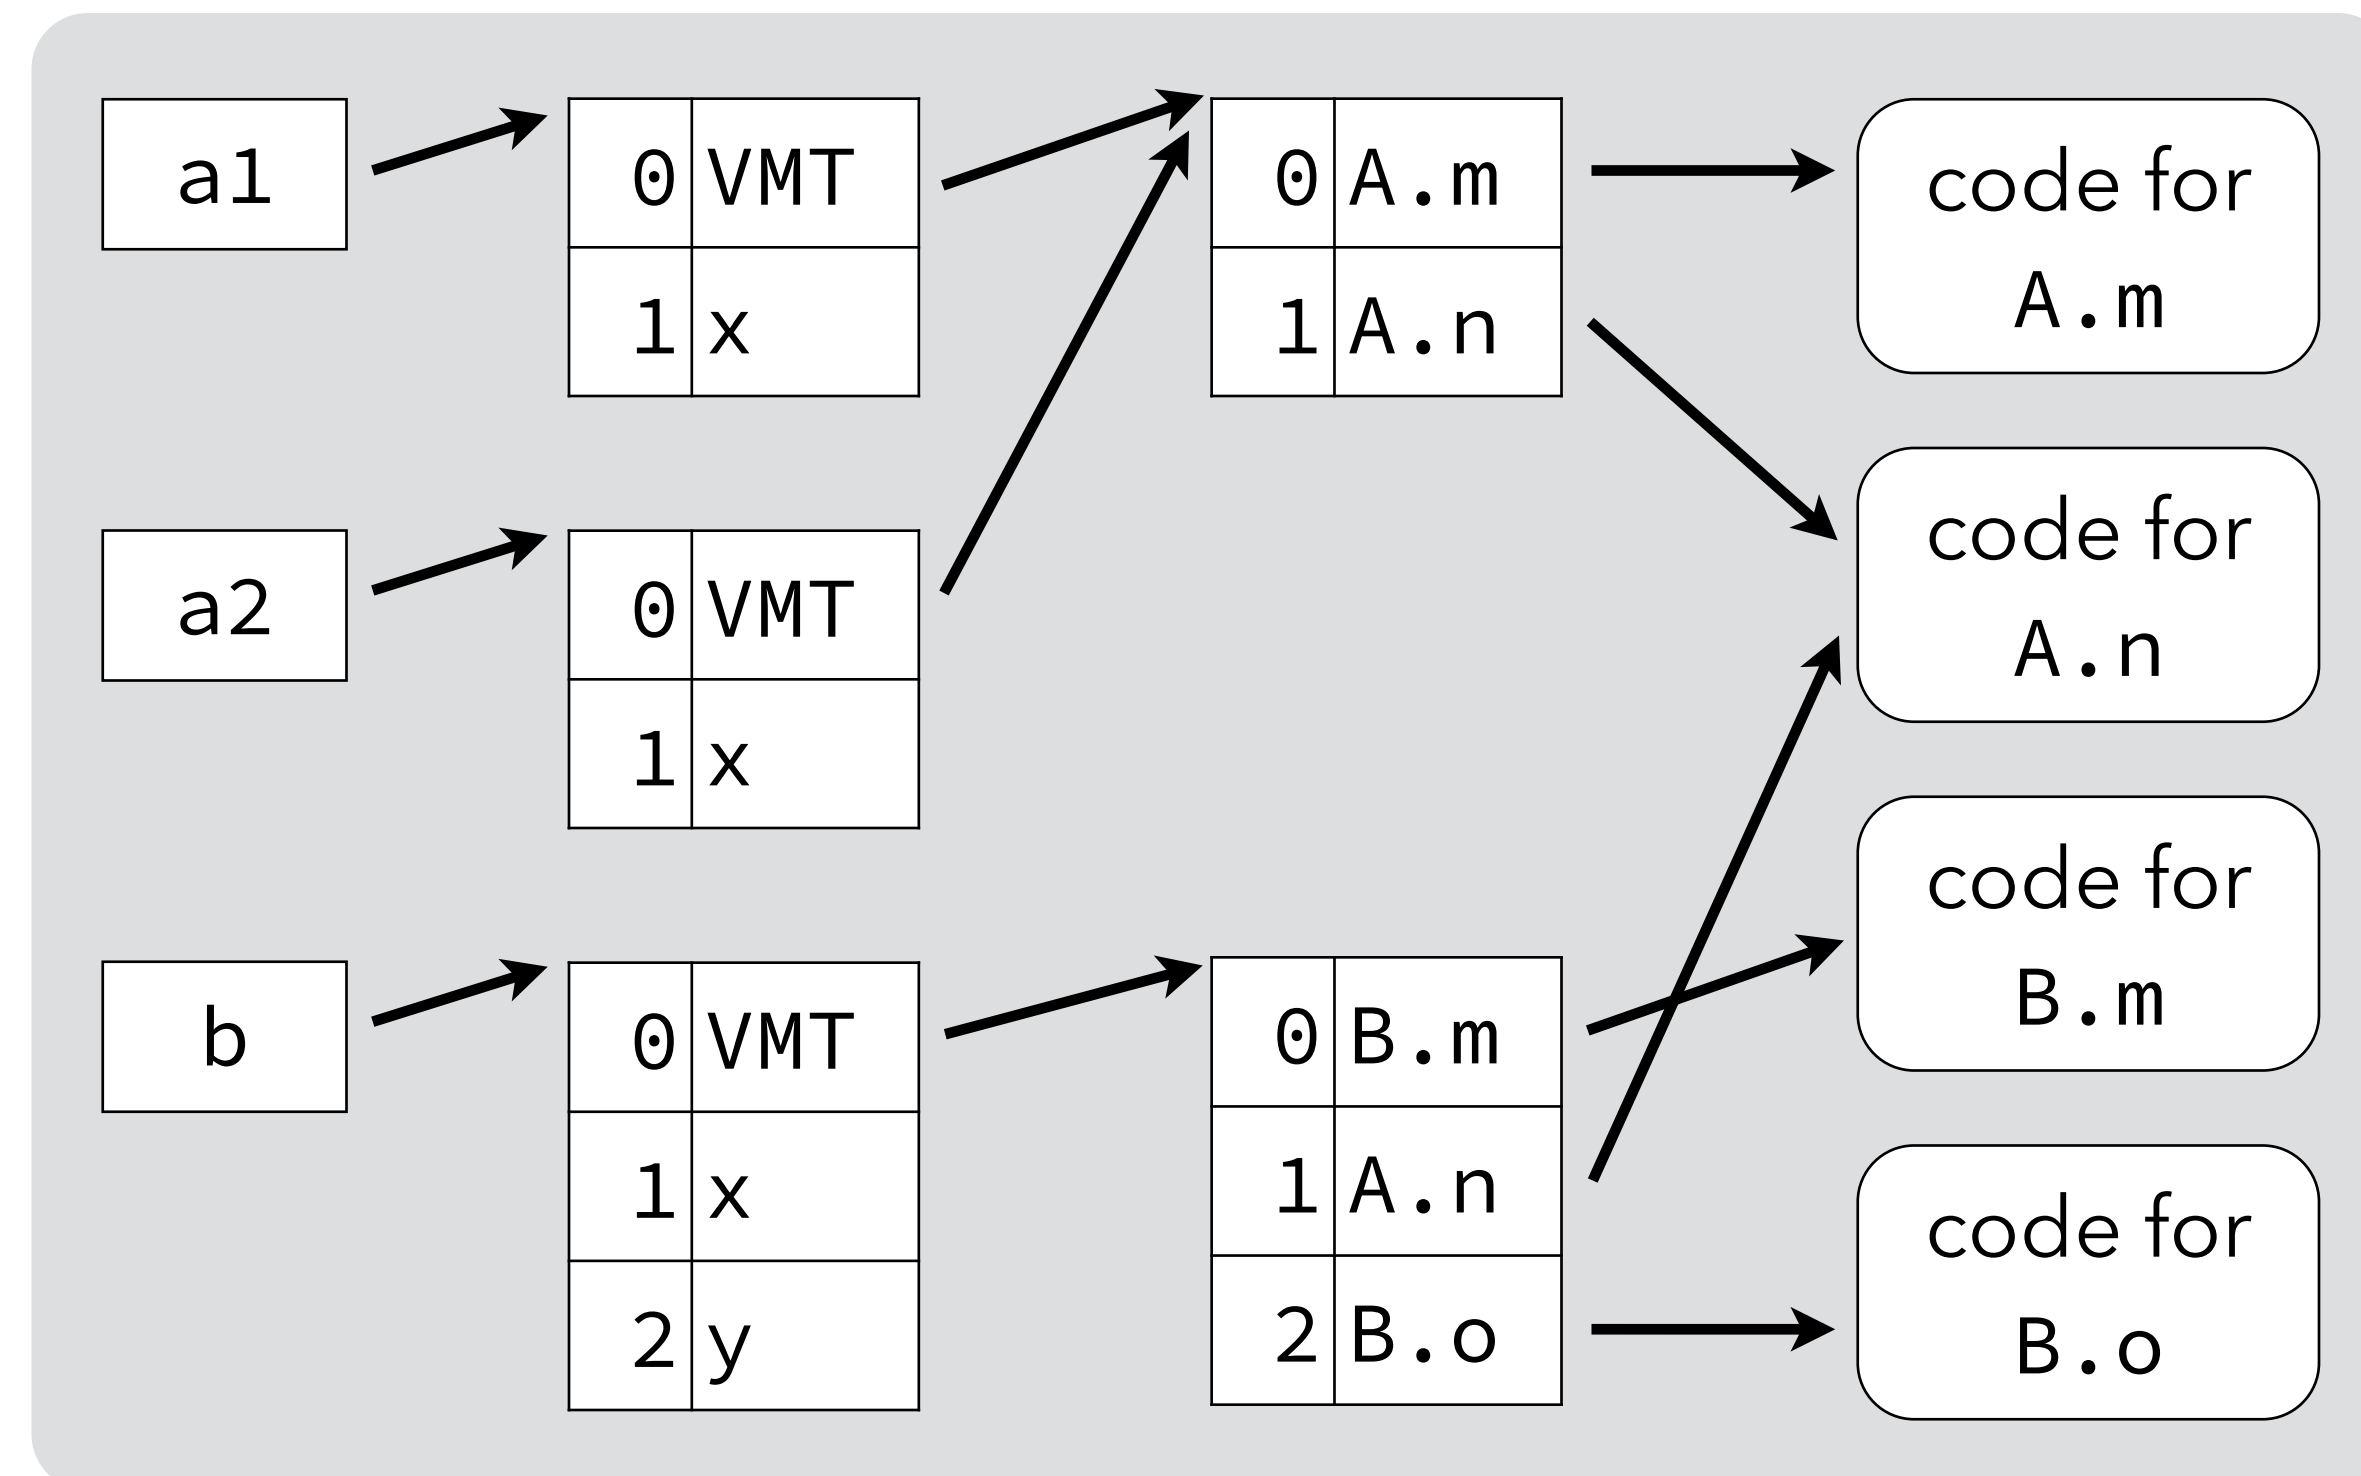 a1
0 VMT
1 x
0 A.m
1 A.n
code for
A.m
a2
0 VMT
1 x
code for
A.n
b
0 VMT
1 x
2 y
0 B.m
1 A.n
2 B.o
code for
B.m
code for
B.o